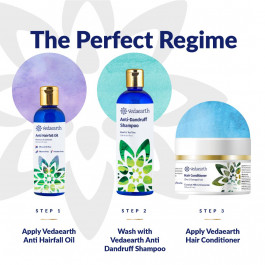 The Perfect Regime
vedaearth
Anti Hairfall Oil
vedaearth
Anti-Dandruff
Shampoo
vedaearth
Hair Conditioner
STEP 1
STEP 2
STEP 3
Apply Vedaearth
Anti Hairfall Oil
Wash with
Vedaearth Anti
Dandruff Shampoo
Apply Vedaearth
Hair Conditioner